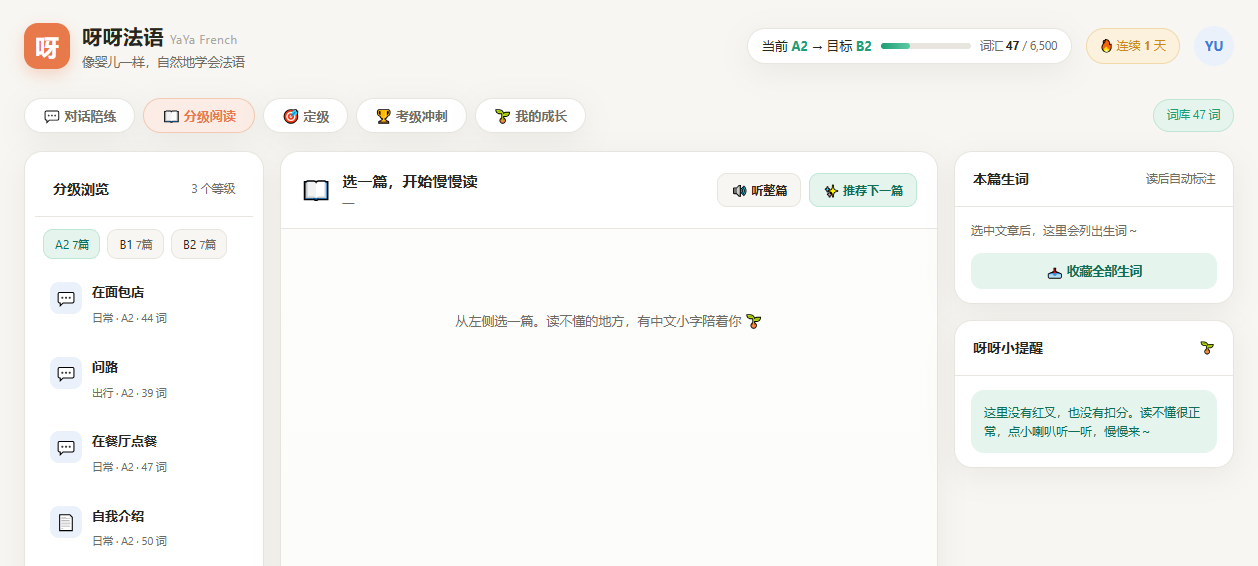 呀
呀呀法语 YaYa French
像婴儿一样，自然地学会法语
当前 A2 → 目标 B2 词汇 47 / 6,500
连续 1 天
YU
对话陪练
分级阅读
定级
考级冲刺
我的成长
词库 47 词
分级浏览 3 个等级
A2 7篇
B1 7篇
B2 7篇
在面包店
日常 · A2 · 44 词
问路
出行 · A2 · 39 词
在餐厅点餐
日常 · A2 · 47 词
自我介绍
日常 · A2 · 50 词
选一篇，开始慢慢读
—
听整篇
推荐下一篇
从左侧选一篇。读不懂的地方，有中文小字陪着你
本篇生词 读后自动标注
选中文章后，这里会列出生词～
收藏全部生词
呀呀小提醒
这里没有红叉，也没有扣分。读不懂很正
常，点小喇叭听一听，慢慢来～